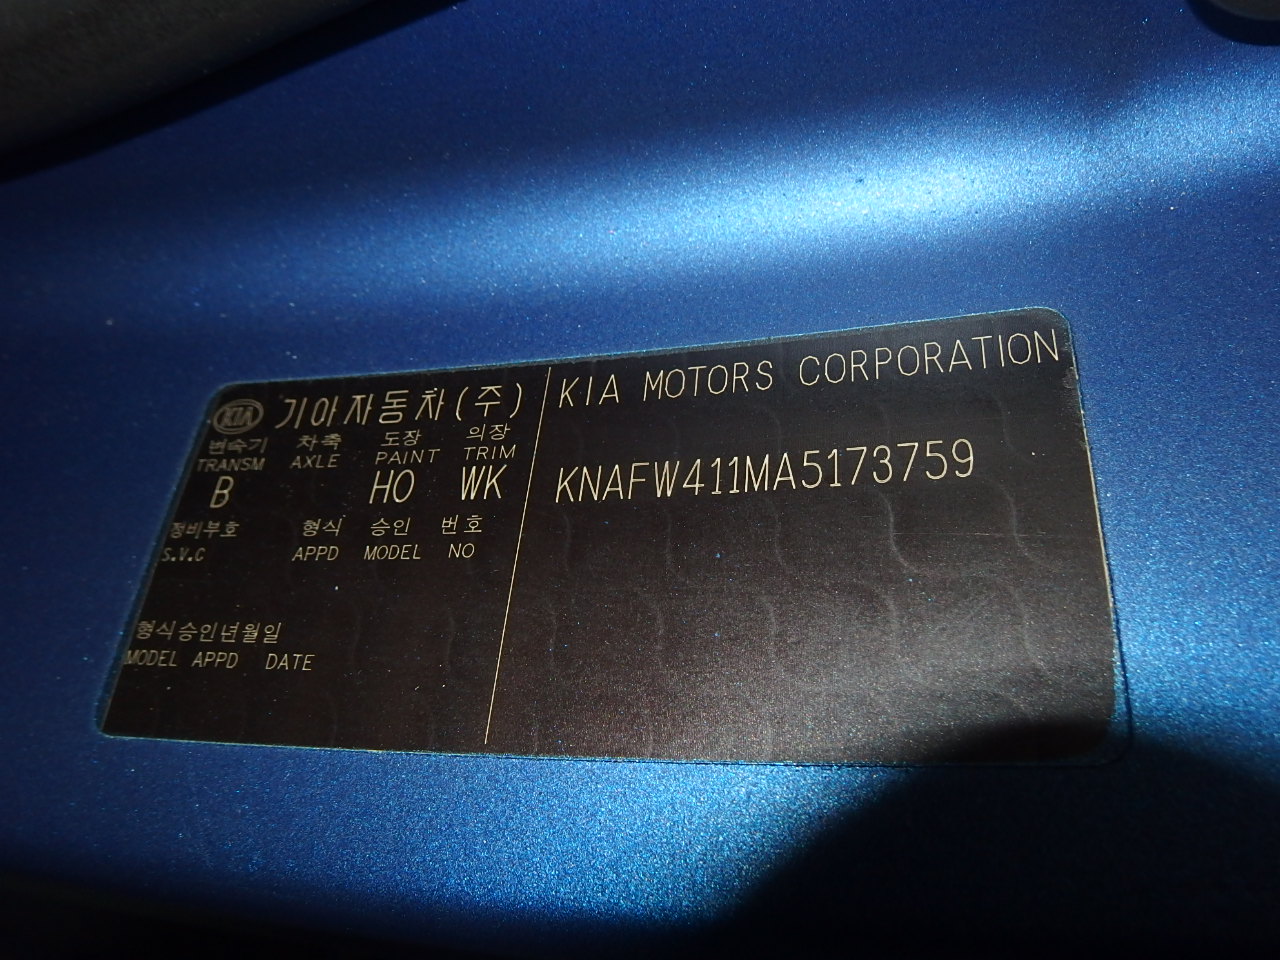 KIA 기아자동차(주)
변속기 차축 도장 의장
TRANSM AXLE PAINT TRIM
B HO WK
정비부호 형식 승인 번호
S.V.C APPD MODEL NO
형식승인년월일
MODEL APPD DATE
KIA MOTORS CORPORATION
KNAFW411MA5173759